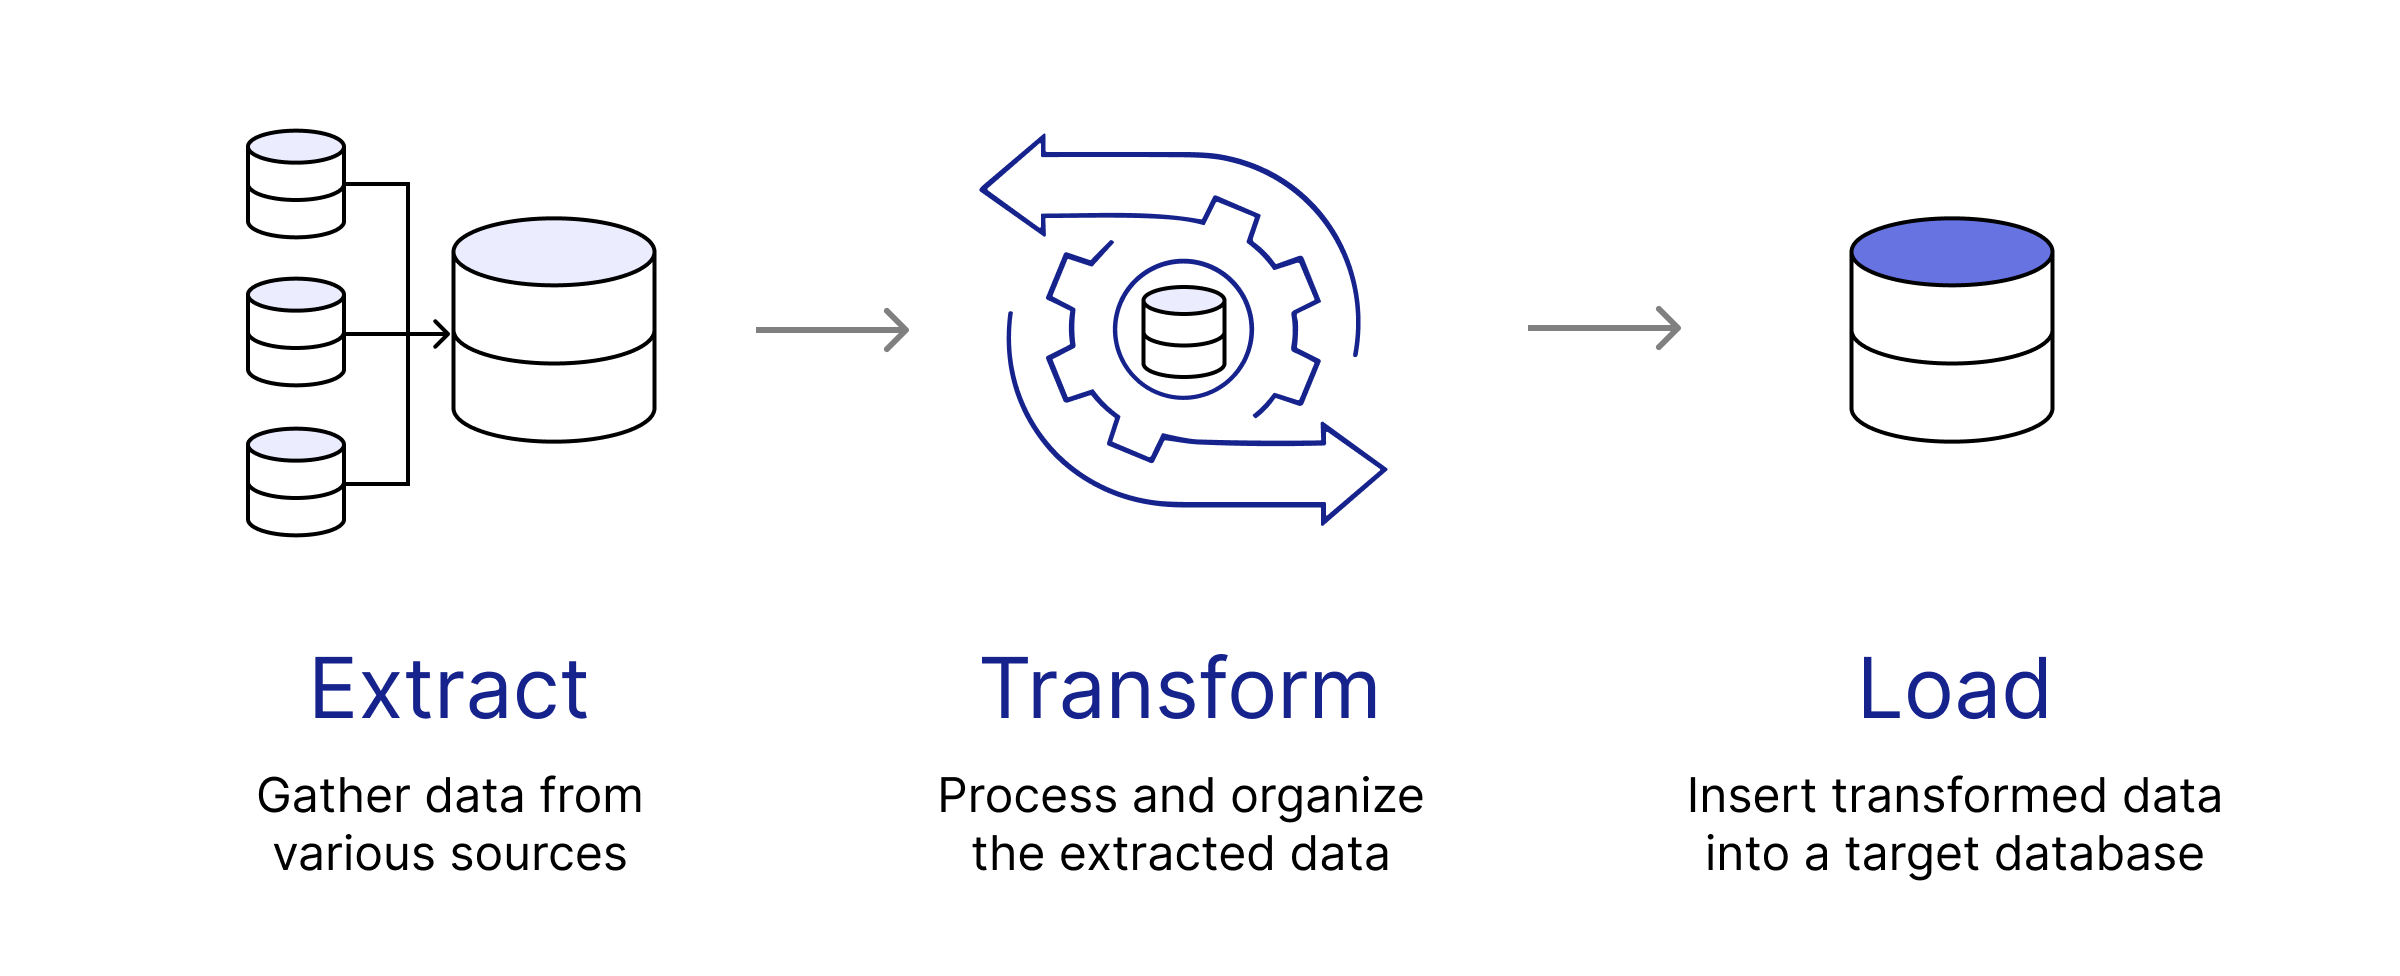 Extract
Gather data from
various sources
Transform
Process and organize
the extracted data
Load
Insert transformed data
into a target database